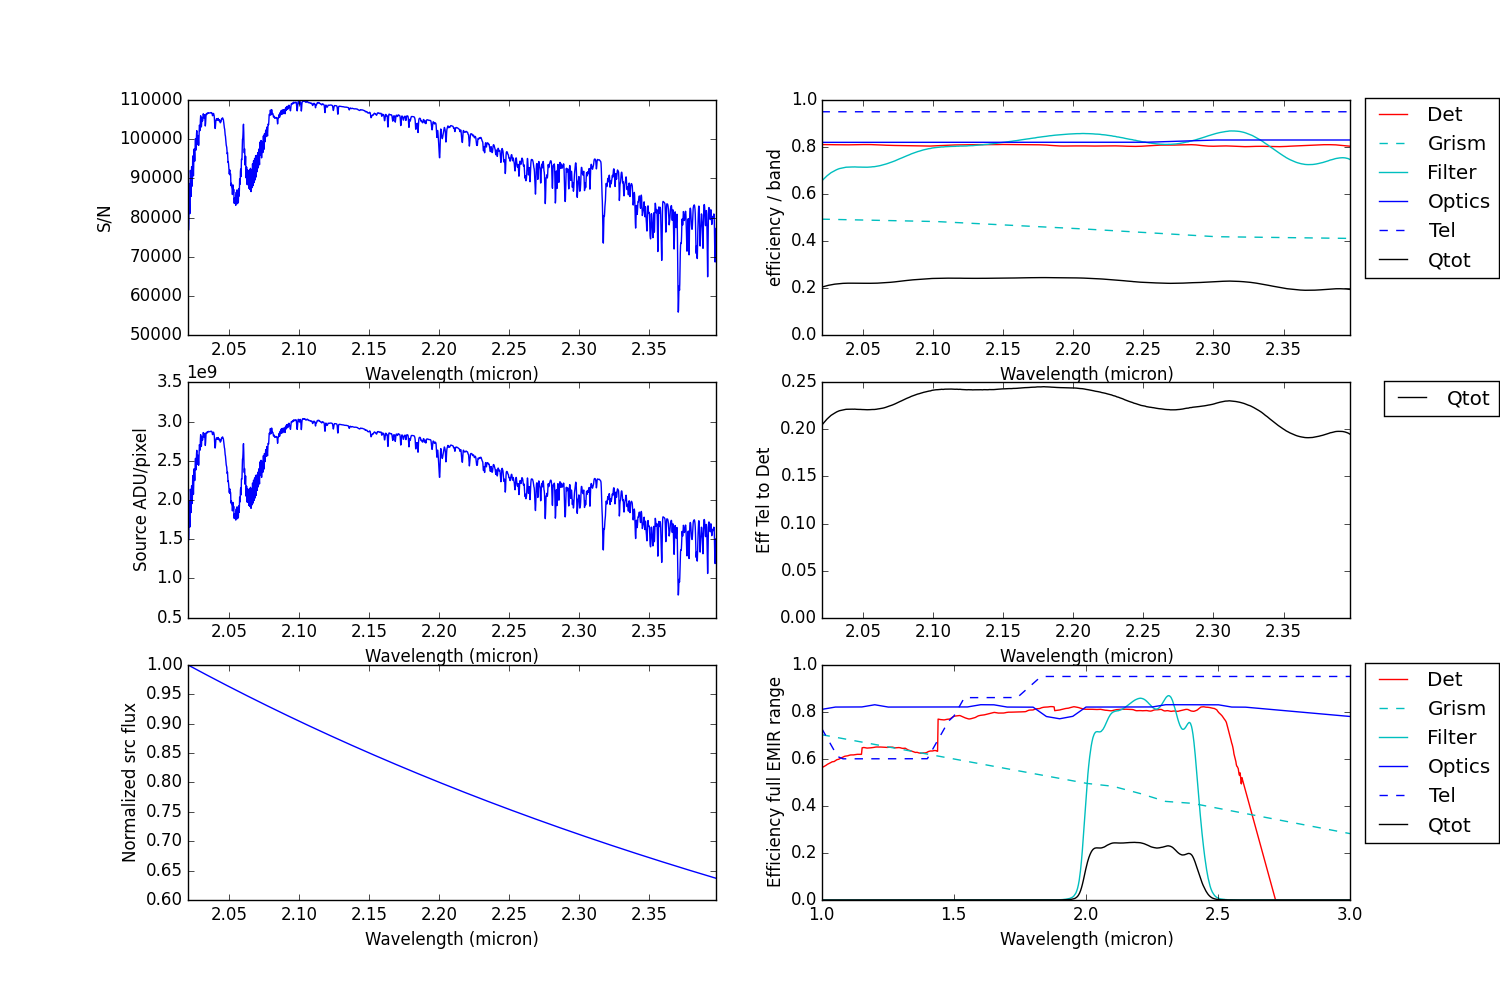 110000
100000
90000
80000
70000
60000
50000
S/N
2.05 2.10 2.15 2.20 2.25 2.30 2.35
Wavelength (micron)
1.0
0.8
0.6
0.4
0.2
0.0
efficiency / band
2.05 2.10 2.15 2.20 2.25 2.30 2.35
Wavelength (micron)
Det
Grism
Filter
Optics
Tel
Qtot
1e9
3.5
3.0
2.5
2.0
1.5
1.0
0.5
Source ADU/pixel
2.05 2.10 2.15 2.20 2.25 2.30 2.35
Wavelength (micron)
0.25
0.20
0.15
0.10
0.05
0.00
Eff Tel to Det
2.05 2.10 2.15 2.20 2.25 2.30 2.35
Wavelength (micron)
Qtot
1.00
0.95
0.90
0.85
0.80
0.75
0.70
0.65
0.60
Normalized src flux
2.05 2.10 2.15 2.20 2.25 2.30 2.35
Wavelength (micron)
1.0
0.8
0.6
0.4
0.2
0.0
Efficiency full EMIR range
1.0 1.5 2.0 2.5 3.0
Wavelength (micron)
Det
Grism
Filter
Optics
Tel
Qtot